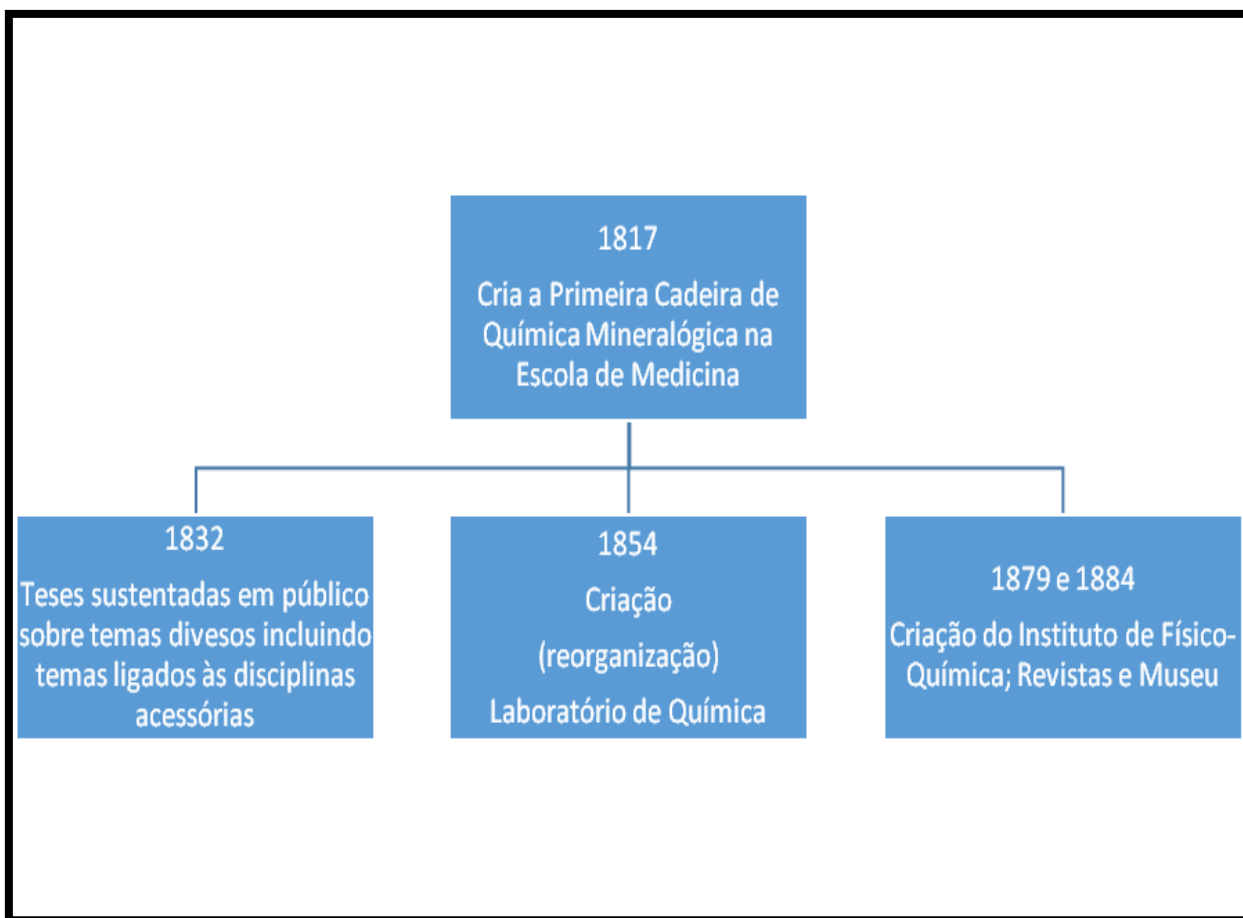 1817
Cria a Primeira Cadeira de
Química Mineralógica na
Escola de Medicina
1832
Teses sustentadas em público
sobre temas divesos incluindo
temas ligados às disciplinas
acessórias
1854
Criação
(reorganização)
Laboratório de Química
1879 e 1884
Criação do Instituto de Físico-
Química; Revistas e Museu